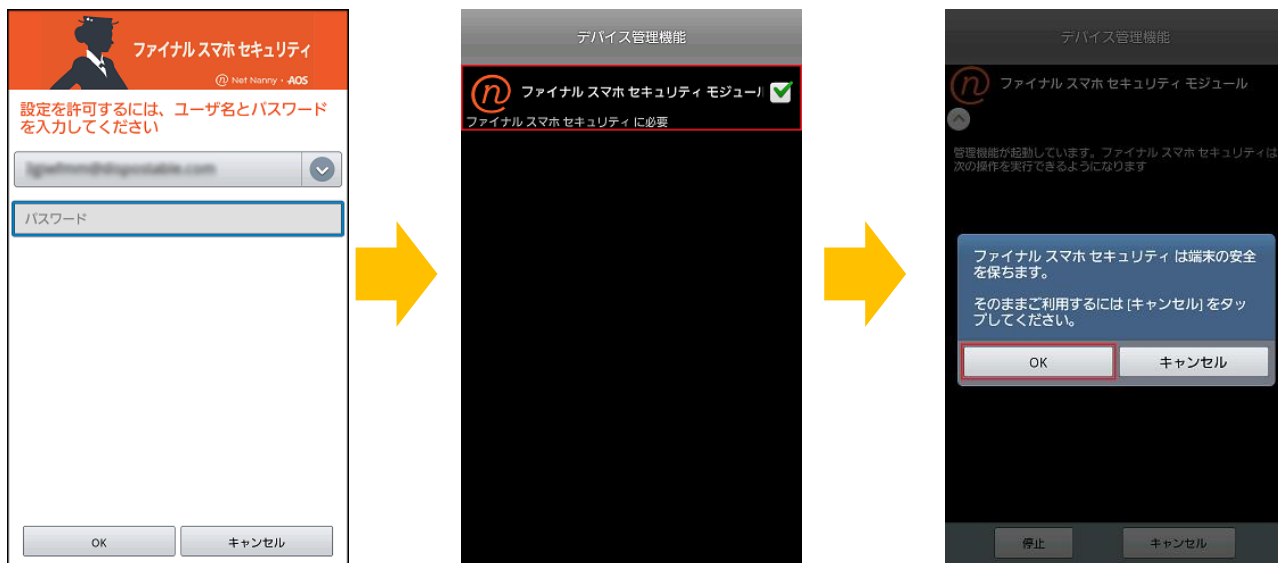 ファイナル スマホ セキュリティ
n Net Nanny・AOS
設定を許可するには、ユーザ名とパスワード
を入力してください
パスワード
OK
キャンセル
デバイス管理機能
n
ファイナル スマホ セキュリティ モジュール
ファイナル スマホ セキュリティ に必要
デバイス管理機能
n
ファイナル スマホ セキュリティ モジュール
管理機能が起動しています。ファイナル スマホ セキュリティは
次の操作を実行できるようになります
ファイナル スマホ セキュリティ は端末の安全
を保ちます。
そのままご利用するには [キャンセル] をタッ
プしてください。
OK
キャンセル
停止
キャンセル